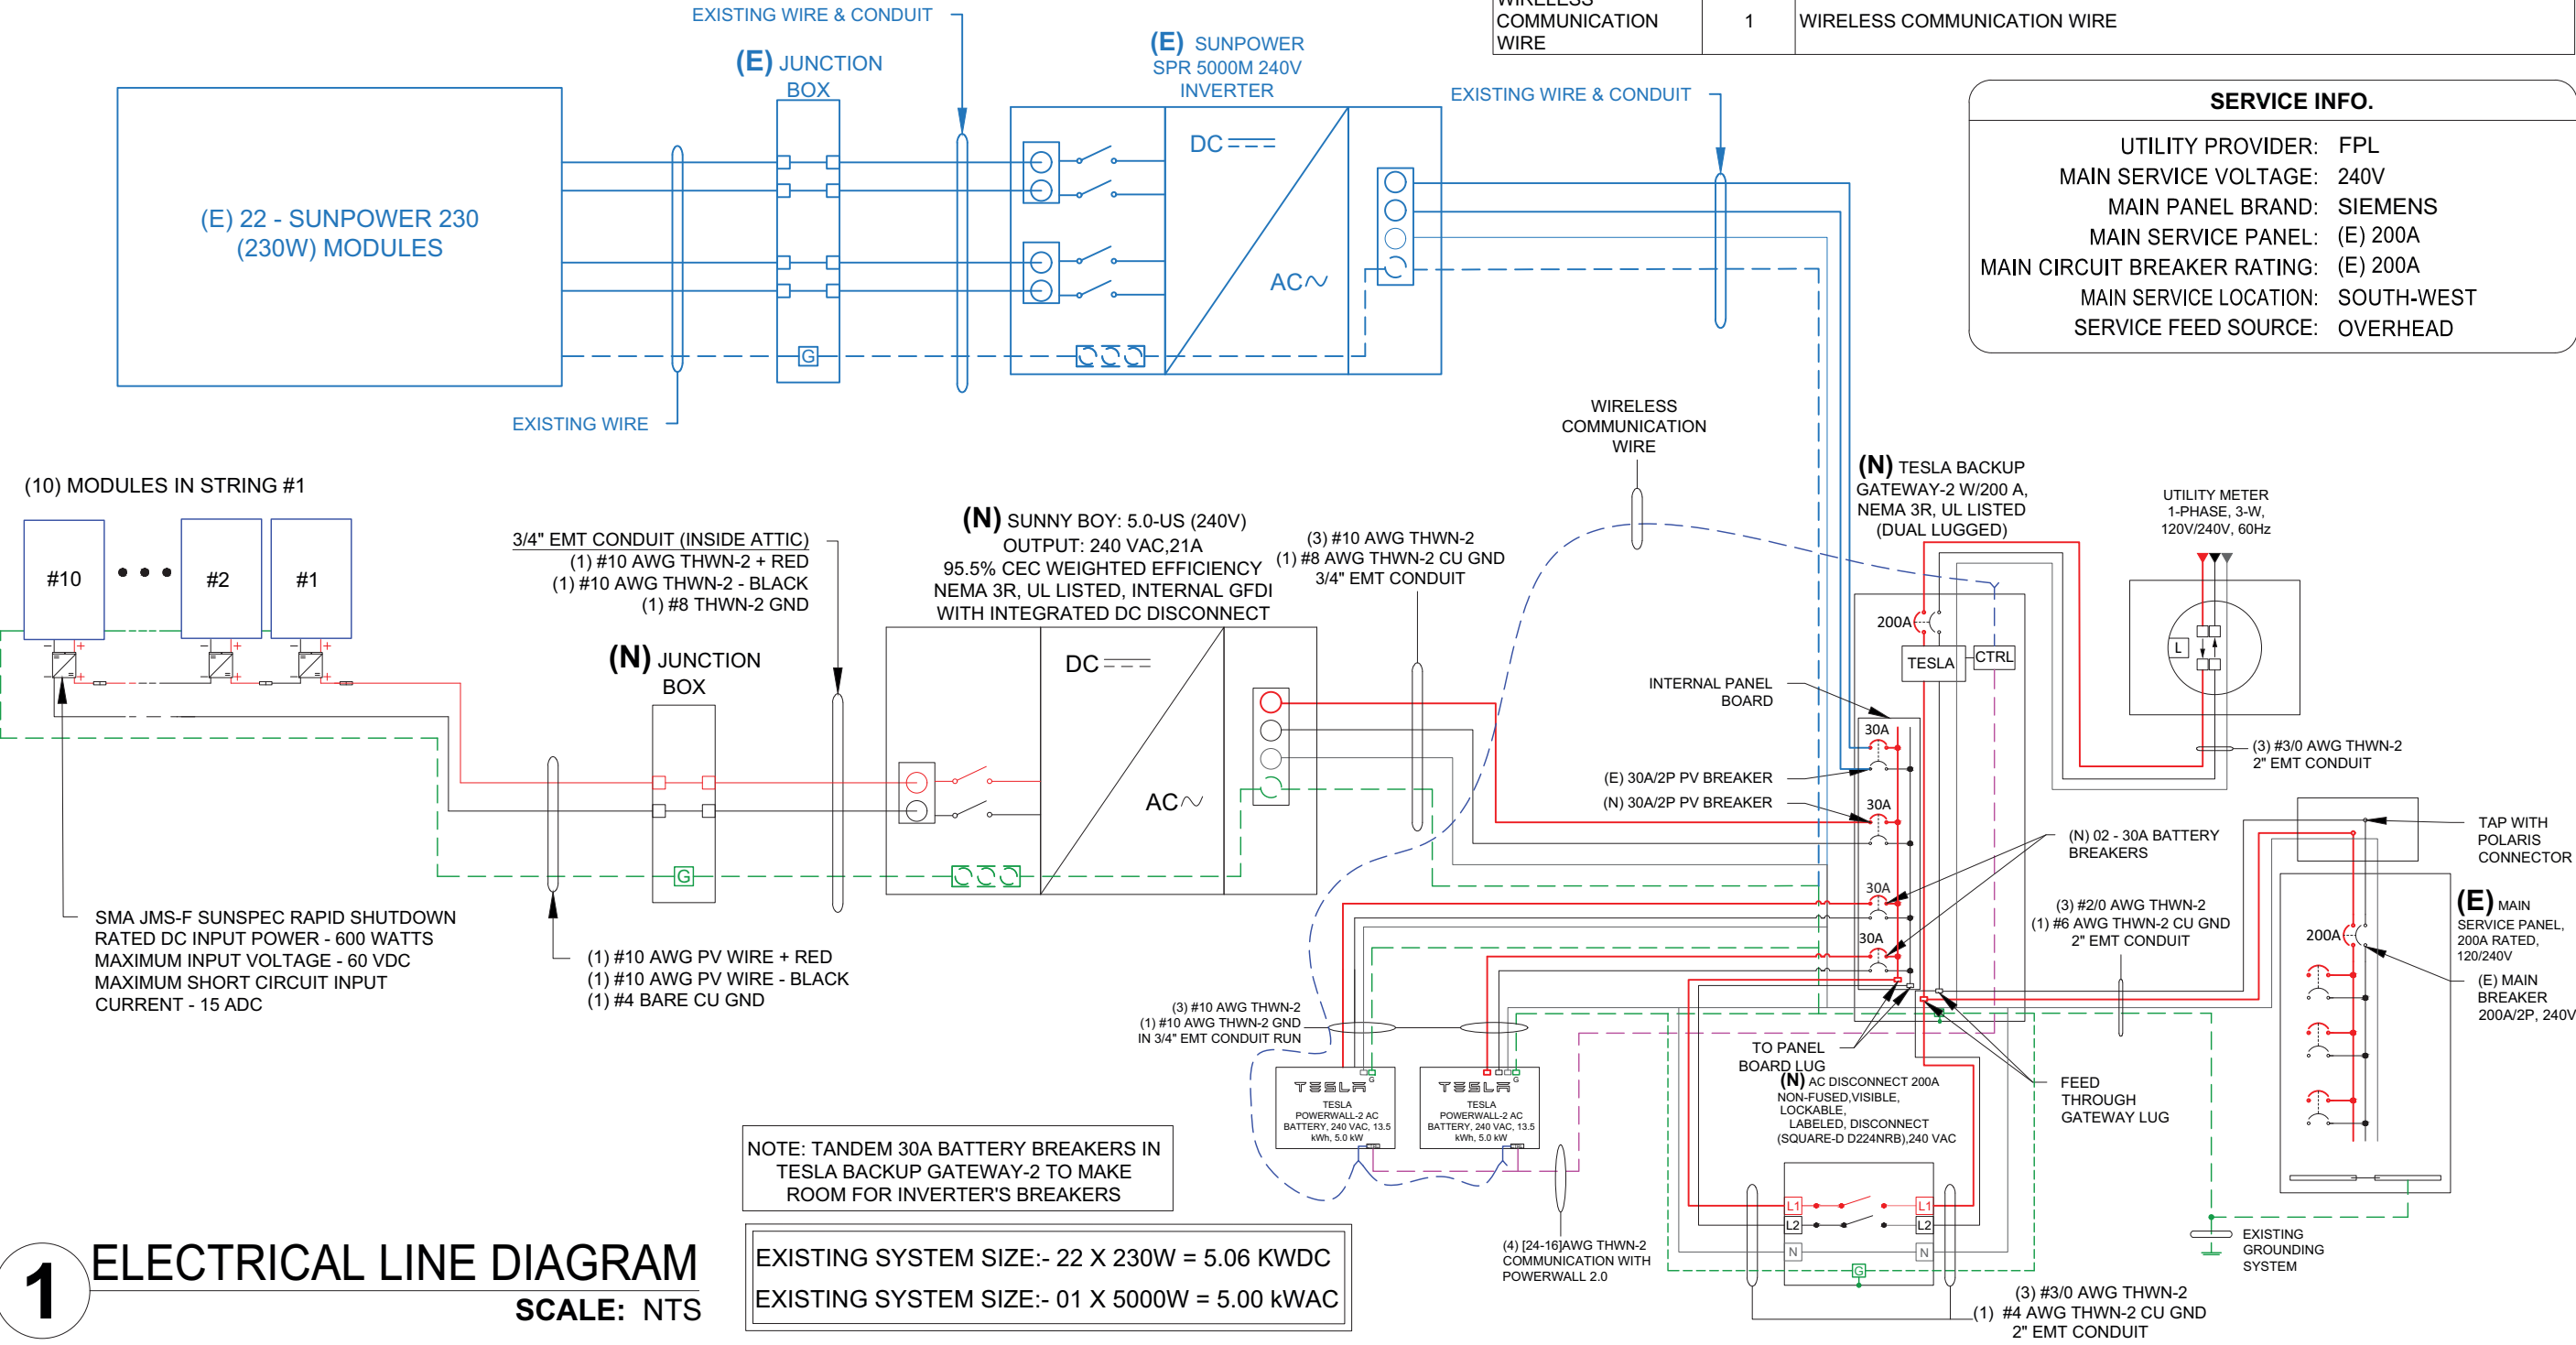 EXISTING WIRE & CONDUIT
WIRELESS
COMMUNICATION
WIRE
1
WIRELESS COMMUNICATION WIRE
(E) JUNCTION
BOX
(E) SUNPOWER
SPR 5000M 240V
INVERTER
EXISTING WIRE & CONDUIT
(E) 22 - SUNPOWER 230
(230W) MODULES
DC
AC
G
EXISTING WIRE
SERVICE INFO.
UTILITY PROVIDER: FPL
MAIN SERVICE VOLTAGE: 240V
MAIN PANEL BRAND: SIEMENS
MAIN SERVICE PANEL: (E) 200A
MAIN CIRCUIT BREAKER RATING: (E) 200A
MAIN SERVICE LOCATION: SOUTH-WEST
SERVICE FEED SOURCE: OVERHEAD
WIRELESS
COMMUNICATION
WIRE
(10) MODULES IN STRING #1
#10
#2
#1
- +
- +
- +
3/4" EMT CONDUIT (INSIDE ATTIC)
(1) #10 AWG THWN-2 + RED
(1) #10 AWG THWN-2 - BLACK
(1) #8 THWN-2 GND
(N) JUNCTION
BOX
G
(N) SUNNY BOY: 5.0-US (240V)
OUTPUT: 240 VAC,21A
95.5% CEC WEIGHTED EFFICIENCY
NEMA 3R, UL LISTED, INTERNAL GFDI
WITH INTEGRATED DC DISCONNECT
DC
AC
(3) #10 AWG THWN-2
(1) #8 AWG THWN-2 CU GND
3/4" EMT CONDUIT
(N) TESLA BACKUP
GATEWAY-2 W/200 A,
NEMA 3R, UL LISTED
(DUAL LUGGED)
UTILITY METER
1-PHASE, 3-W,
120V/240V, 60Hz
200A
TESLA
CTRL
L
INTERNAL PANEL
BOARD
30A
(E) 30A/2P PV BREAKER
(N) 30A/2P PV BREAKER
30A
30A
30A
(3) #3/0 AWG THWN-2
2" EMT CONDUIT
(N) 02 - 30A BATTERY
BREAKERS
TAP WITH
POLARIS
CONNECTOR
(3) #2/0 AWG THWN-2
(1) #6 AWG THWN-2 CU GND
2" EMT CONDUIT
(E) MAIN
SERVICE PANEL,
200A RATED,
120/240V
200A
(E) MAIN
BREAKER
200A/2P, 240V
SMA JMS-F SUNSPEC RAPID SHUTDOWN
RATED DC INPUT POWER - 600 WATTS
MAXIMUM INPUT VOLTAGE - 60 VDC
MAXIMUM SHORT CIRCUIT INPUT
CURRENT - 15 ADC
(1) #10 AWG PV WIRE + RED
(1) #10 AWG PV WIRE - BLACK
(1) #4 BARE CU GND
(3) #10 AWG THWN-2
(1) #10 AWG THWN-2 GND
IN 3/4" EMT CONDUIT RUN
G
TESLA
TESLA
POWERWALL-2 AC
BATTERY, 240 VAC, 13.5
kWh, 5.0 kW
G
TESLA
TESLA
POWERWALL-2 AC
BATTERY, 240 VAC, 13.5
kWh, 5.0 kW
TO PANEL
BOARD LUG
(N) AC DISCONNECT 200A
NON-FUSED,VISIBLE,
LOCKABLE,
LABELED, DISCONNECT
(SQUARE-D D224NRB),240 VAC
FEED
THROUGH
GATEWAY LUG
L1 L1
L2 L2
N N
G
NOTE: TANDEM 30A BATTERY BREAKERS IN
TESLA BACKUP GATEWAY-2 TO MAKE
ROOM FOR INVERTER'S BREAKERS
(4) [24-16]AWG THWN-2
COMMUNICATION WITH
POWERWALL 2.0
EXISTING
GROUNDING
SYSTEM
(3) #3/0 AWG THWN-2
(1) #4 AWG THWN-2 CU GND
2" EMT CONDUIT
1 ELECTRICAL LINE DIAGRAM
SCALE: NTS
EXISTING SYSTEM SIZE:- 22 X 230W = 5.06 KWDC
EXISTING SYSTEM SIZE:- 01 X 5000W = 5.00 kWAC